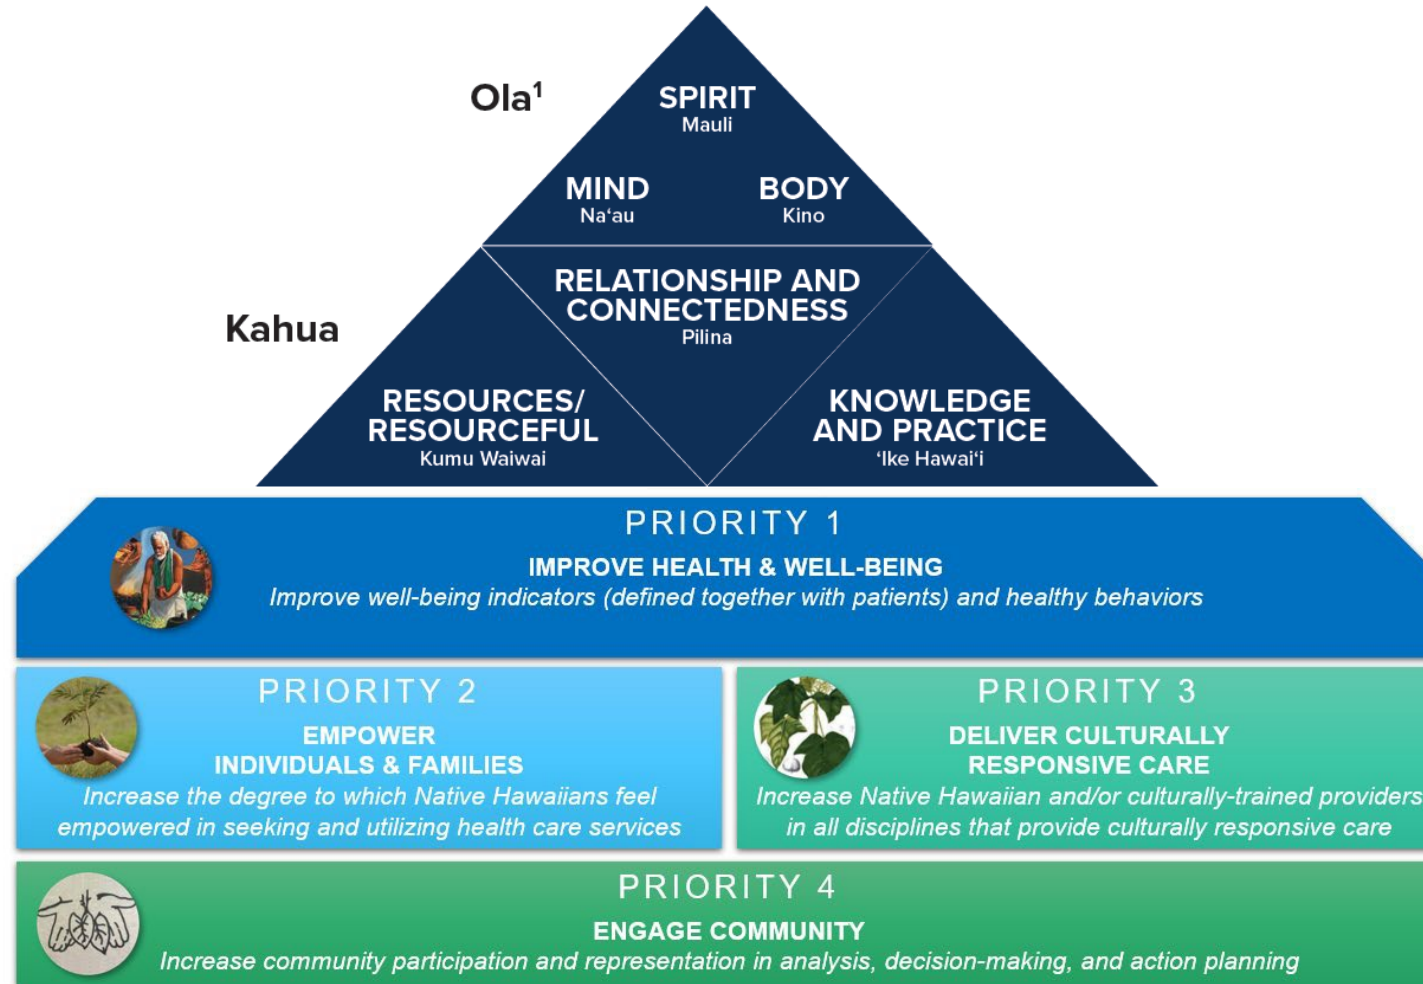 Ola¹
SPIRIT
Mauli
MIND
Naʻau
BODY
Kino
Kahua
RELATIONSHIP AND
CONNECTEDNESS
Pilina
RESOURCES/
RESOURCEFUL
Kumu Waiwai
KNOWLEDGE
AND PRACTICE
ʻIke Hawaiʻi
PRIORITY 1
IMPROVE HEALTH & WELL-BEING
Improve well-being indicators (defined together with patients) and healthy behaviors
PRIORITY 2
EMPOWER
INDIVIDUALS & FAMILIES
Increase the degree to which Native Hawaiians feel
empowered in seeking and utilizing health care services
PRIORITY 3
DELIVER CULTURALLY
RESPONSIVE CARE
Increase Native Hawaiian and/or culturally-trained providers
in all disciplines that provide culturally responsive care
PRIORITY 4
ENGAGE COMMUNITY
Increase community participation and representation in analysis, decision-making, and action planning